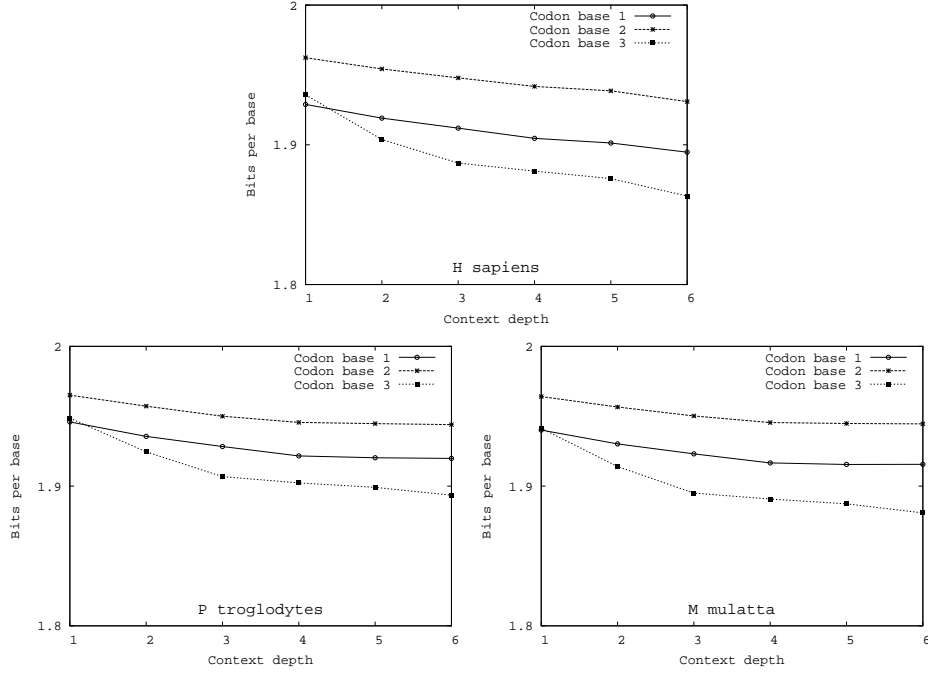 2
Codon base 1
Codon base 2
Codon base 3
Bits per base
1.9
H sapiens
1.8
1 2 3 4 5 6
Context depth
2
Codon base 1
Codon base 2
Codon base 3
Bits per base
1.9
P troglodytes
1.8
1 2 3 4 5 6
Context depth
2
Codon base 1
Codon base 2
Codon base 3
Bits per base
1.9
M mulatta
1.8
1 2 3 4 5 6
Context depth